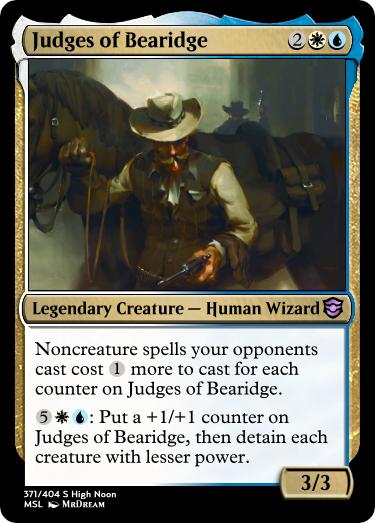 Judges of Bearidge 2
Legendary Creature — Human Wizard
Noncreature spells your opponents
cast cost 1 more to cast for each
counter on Judges of Bearidge.
5: Put a +1/+1 counter on
Judges of Bearidge, then detain each
creature with lesser power.
3/3
371/404 S High Noon
MSL MrDream